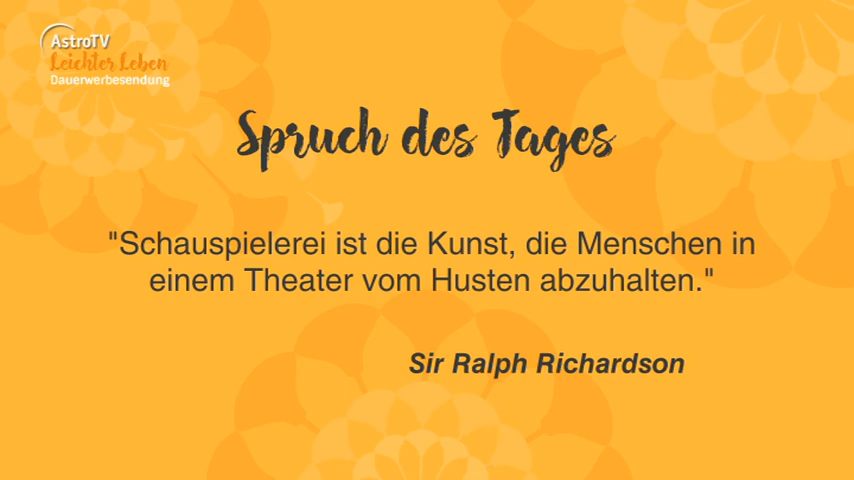 AstroTV
Leichter Leben
Dauerwerbesendung
Spruch des Tages
"Schauspielerei ist die Kunst, die Menschen in
einem Theater vom Husten abzuhalten."
Sir Ralph Richardson